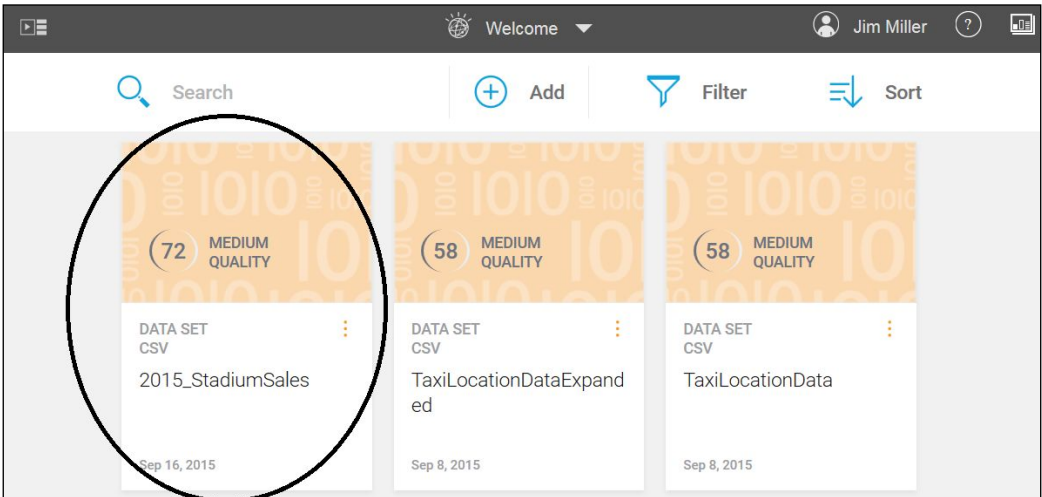 Welcome
Jim Miller
?
Search
Add
Filter
Sort
72 MEDIUM
QUALITY
58 MEDIUM
QUALITY
58 MEDIUM
QUALITY
DATA SET
CSV
2015_StadiumSales
Sep 16, 2015
DATA SET
CSV
TaxiLocationDataExpand
ed
Sep 8, 2015
DATA SET
CSV
TaxiLocationData
Sep 8, 2015